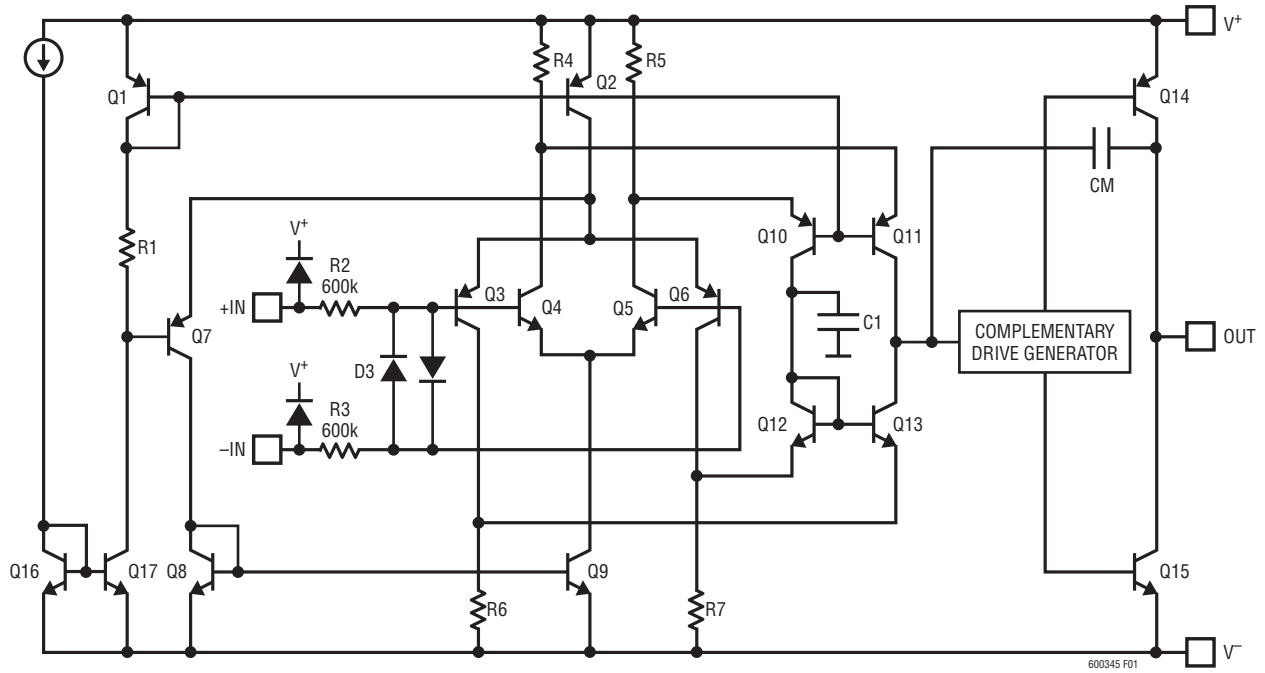 V+
R4
Q2
R5
Q1
Q14
CM
V+
R2
600k
Q10
Q11
R1
+IN
Q3
Q4
Q5
Q6
C1
Q7
COMPLEMENTARY
DRIVE GENERATOR
OUT
V+
D3
R3
600k
Q12
Q13
–IN
Q16
Q17
Q8
Q9
Q15
R6
R7
V–
600345 F01